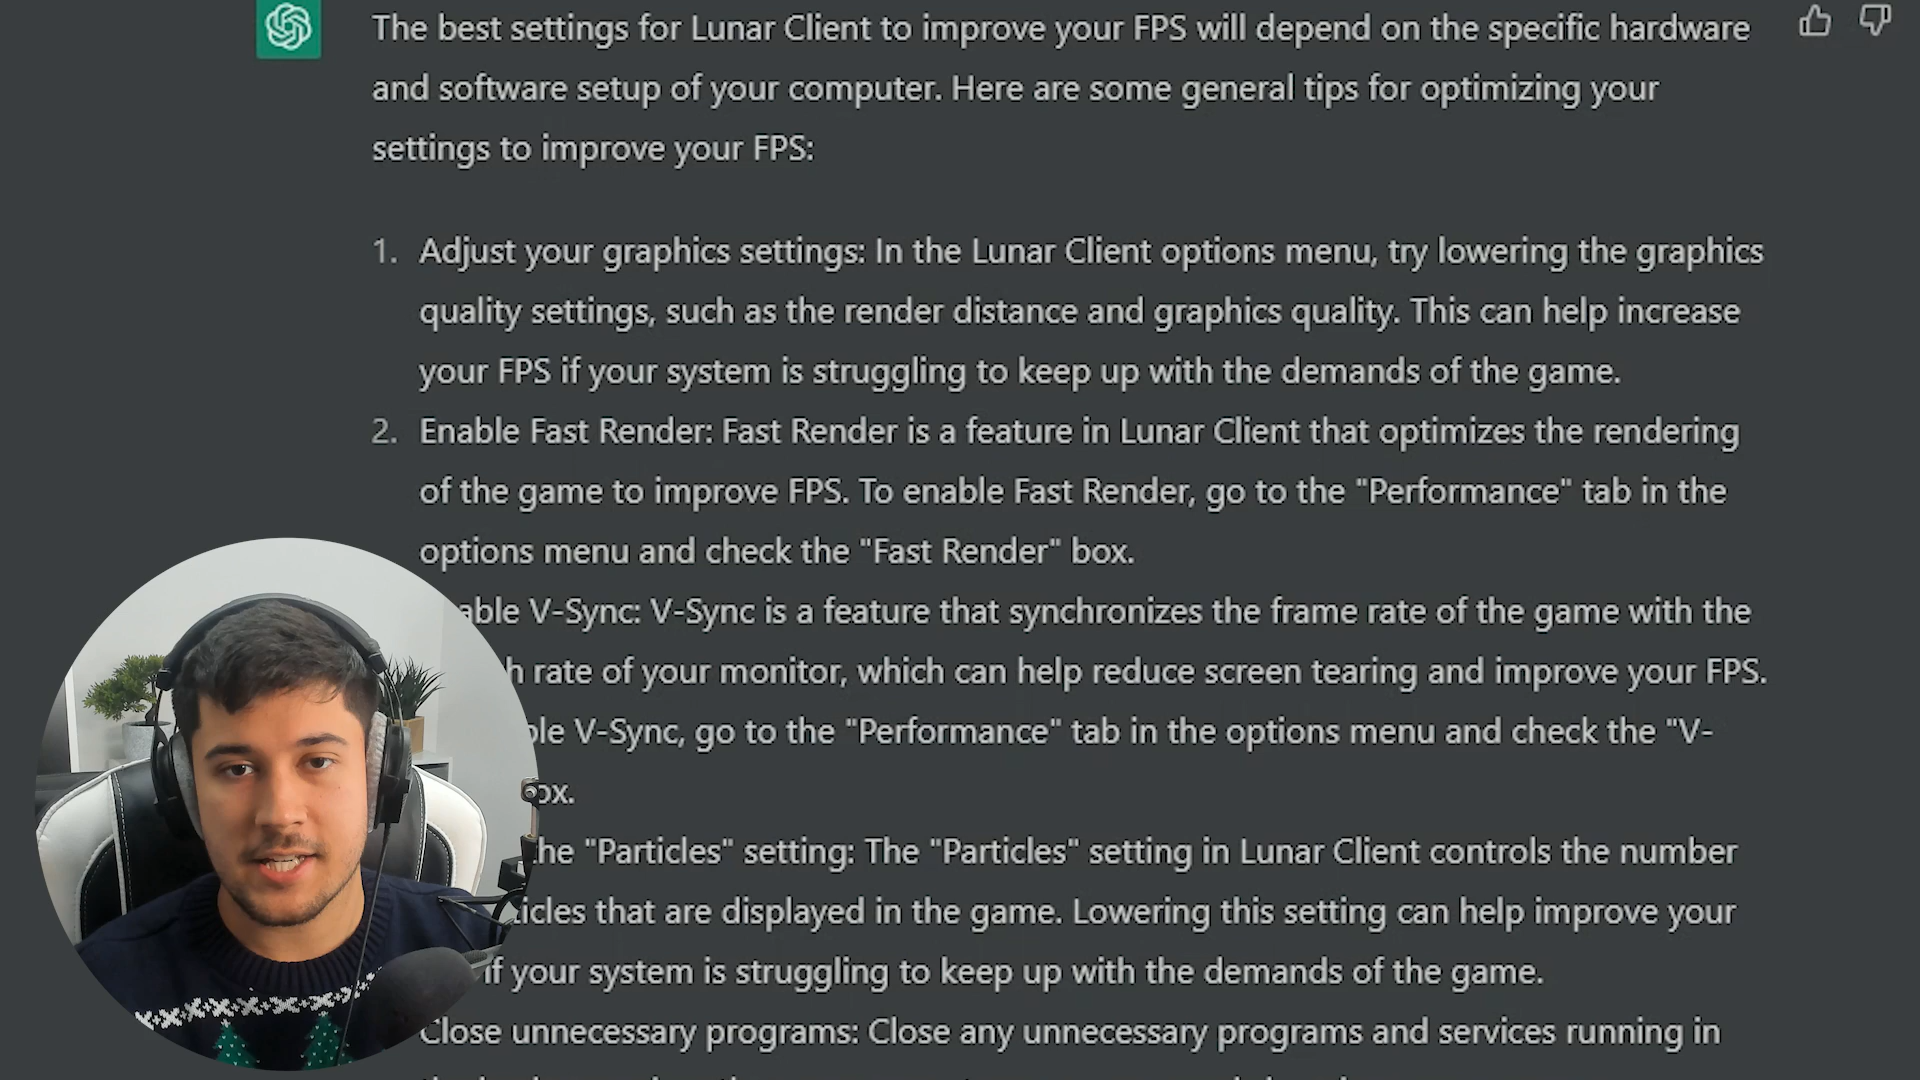 The best settings for Lunar Client to improve your FPS will depend on the specific hardware
and software setup of your computer. Here are some general tips for optimizing your
settings to improve your FPS:
1. Adjust your graphics settings: In the Lunar Client options menu, try lowering the graphics
quality settings, such as the render distance and graphics quality. This can help increase
your FPS if your system is struggling to keep up with the demands of the game.
2. Enable Fast Render: Fast Render is a feature in Lunar Client that optimizes the rendering
of the game to improve FPS. To enable Fast Render, go to the "Performance" tab in the
options menu and check the "Fast Render" box.
V-Sync: V-Sync is a feature that synchronizes the frame rate of the game with the
rate of your monitor, which can help reduce screen tearing and improve your FPS.
V-Sync, go to the "Performance" tab in the options menu and check the "V-
the "Particles" setting: The "Particles" setting in Lunar Client controls the number
that are displayed in the game. Lowering this setting can help improve your
if your system is struggling to keep up with the demands of the game.
Close unnecessary programs: Close any unnecessary programs and services running in